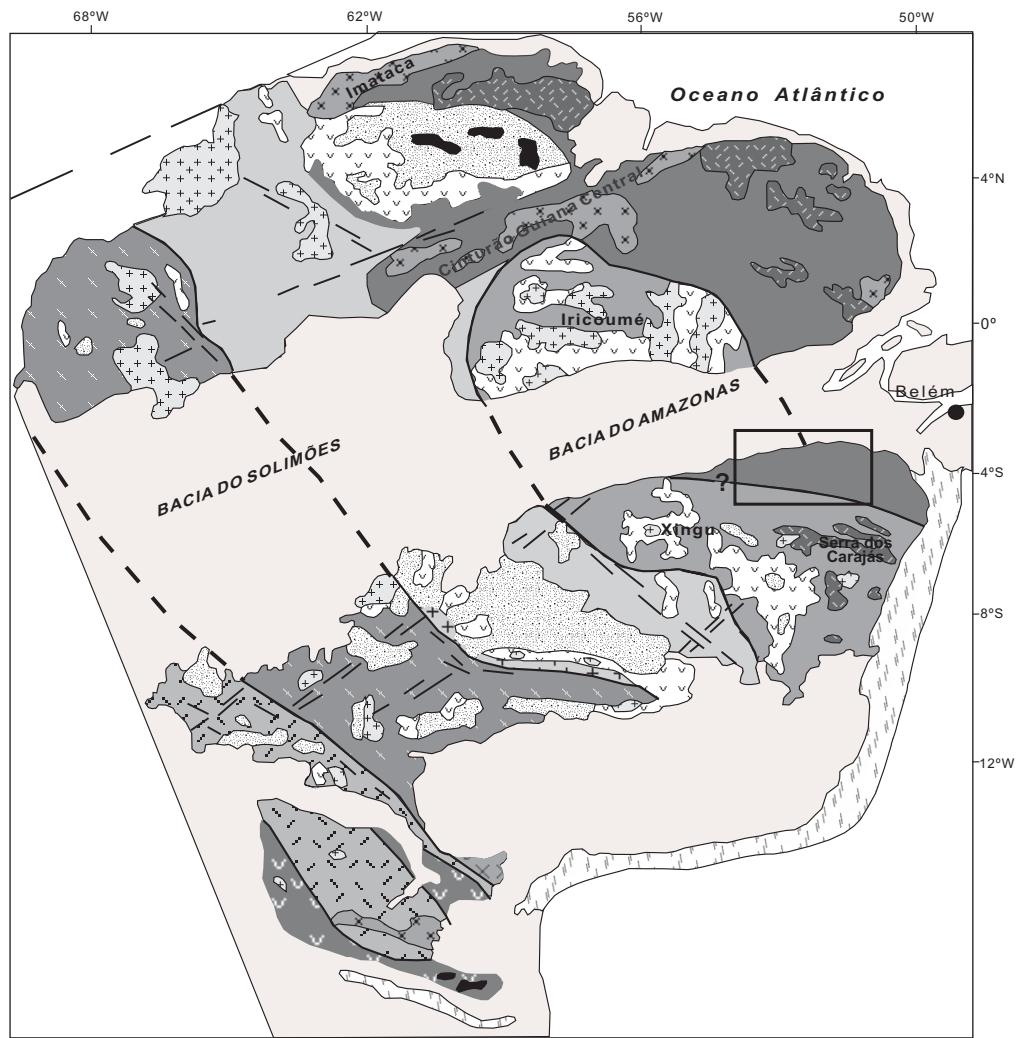 68°W
62°W
56°W
50°W
Imataca
Oceano Atlântico
4°N
Cinturão Guiana Central
Iricoumé
0°
Belém
BACIA DO AMAZONAS
BACIA DO SOLIMÕES
4°S
?
Xingu
Serra dos
Carajás
8°S
12°W